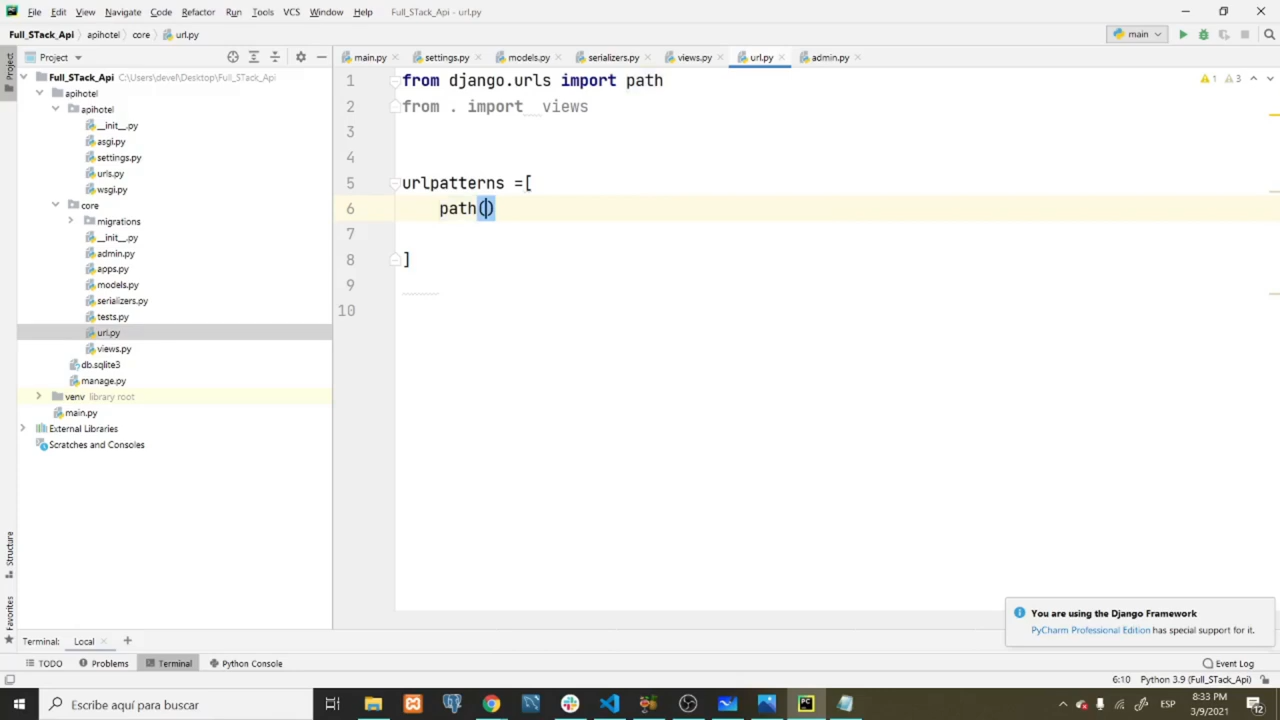 File Edit View Navigate Code Refactor Run Tools VCS Window Help Full_STack_Api - url.py
Full_STack_Api apihotel core url.py main
Project main.py settings.py models.py serializers.py views.py url.py admin.py
Project
Full_STack_Api C:\Users\devel\Desktop\Full_STack_Api
apihotel
apihotel
__init__.py
asgi.py
settings.py
urls.py
wsgi.py
core
migrations
__init__.py
admin.py
apps.py
models.py
serializers.py
tests.py
url.py
views.py
db.sqlite3
manage.py
venv library root
main.py
External Libraries
Scratches and Consoles
Structure
Favorites
1 from django.urls import path
2 from . import  views
3
4
5 urlpatterns =[
6 path()
7
8 ]
9
10
1 3
You are using the Django Framework
PyCharm Professional Edition has special support for it.
Terminal: Local +
TODO Problems Terminal Python Console Event Log
6:10 Python 3.9 (Full_STack_Api)
Escribe aquí para buscar
ESP
8:33 PM
3/9/2021
12